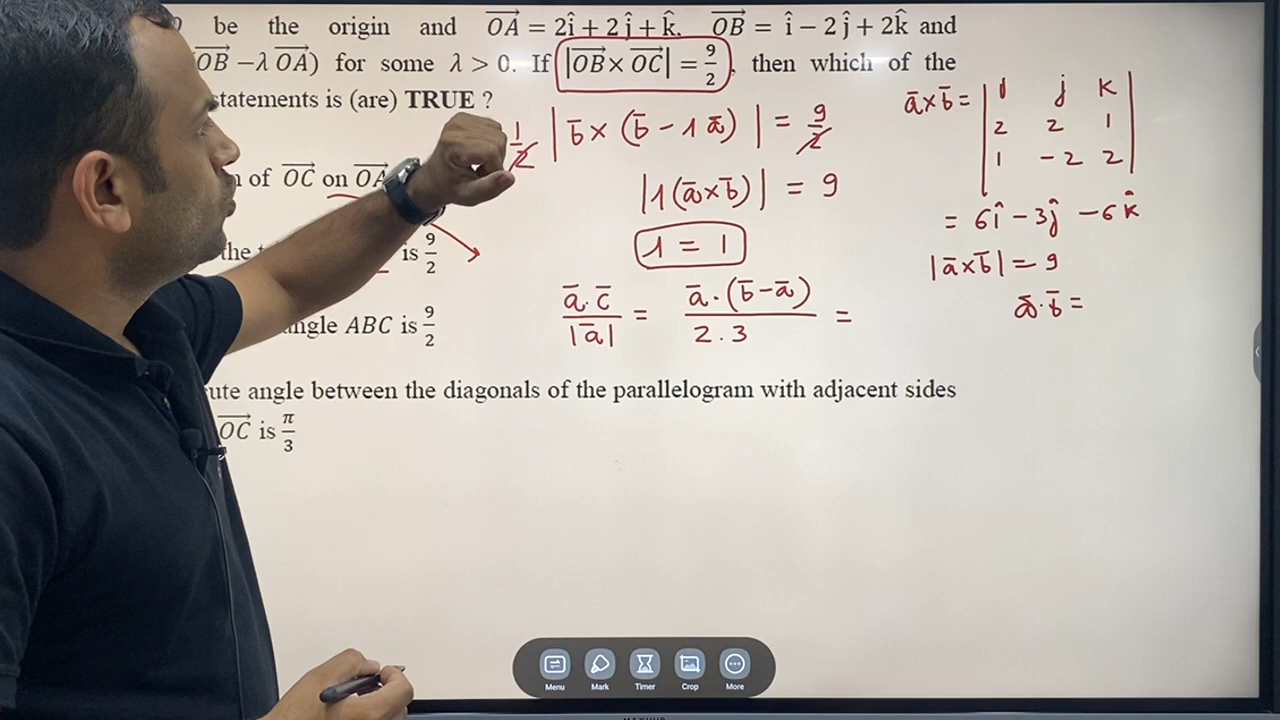 be the origin and OA = 2î + 2ĵ + k̂, OB = î − 2ĵ + 2k̂ and
OB − λ OA) for some λ > 0. If |OB × OC| = 9/2, then which of the
statements is (are) TRUE ?
of OC on OA
the is 9/2
angle ABC is 9/2
ute angle between the diagonals of the parallelogram with adjacent sides
OC is π/3
1/2 | b̄ × (b̄ − λ ā) | = 9/2
|λ(ā×b̄)| = 9
λ = 1
ā·c̄ / |ā| = ā·(b̄−ā) / 2·3 =
ā×b̄ = | j k |
2 2 1
1 −2 2
= 6î − 3ĵ − 6k̂
|ā×b̄| = 9
ā·b̄ =
Menu Mark Timer Crop More